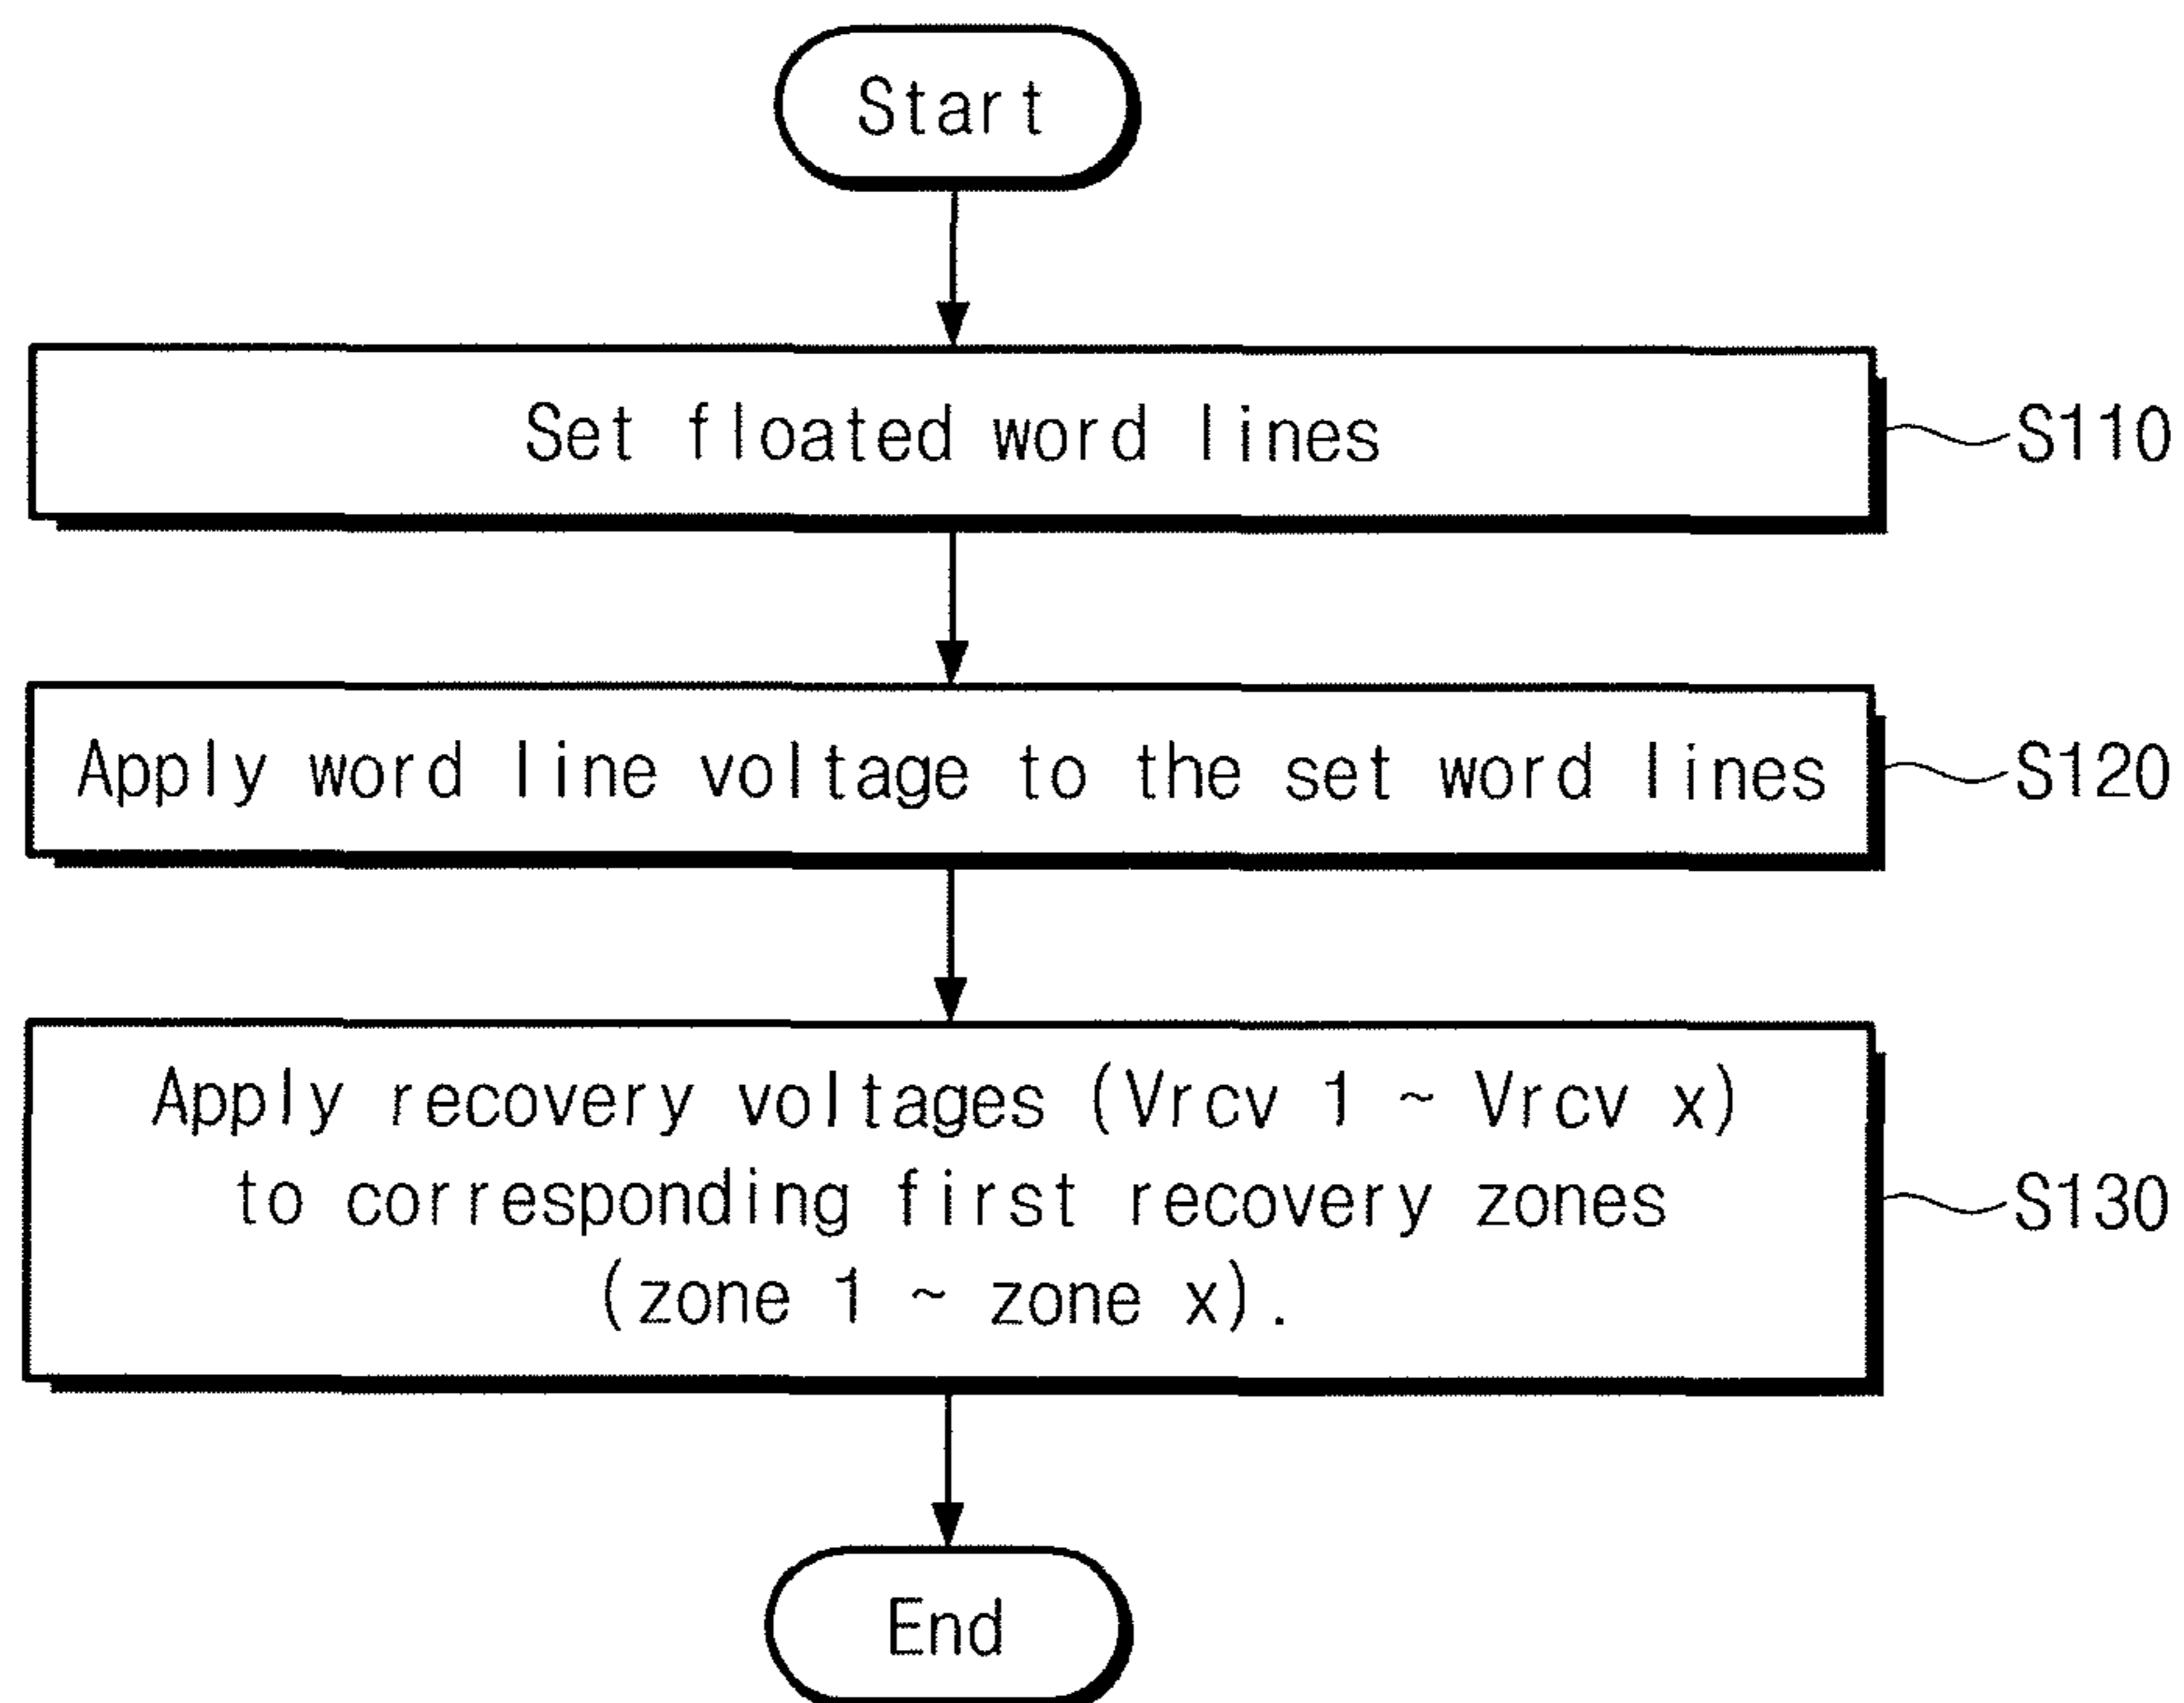 Start
Set floated word lines
S110
Apply word line voltage to the set word lines
S120
Apply recovery voltages (Vrcv 1 ~ Vrcv x)
to corresponding first recovery zones
(zone 1 ~ zone x).
S130
End